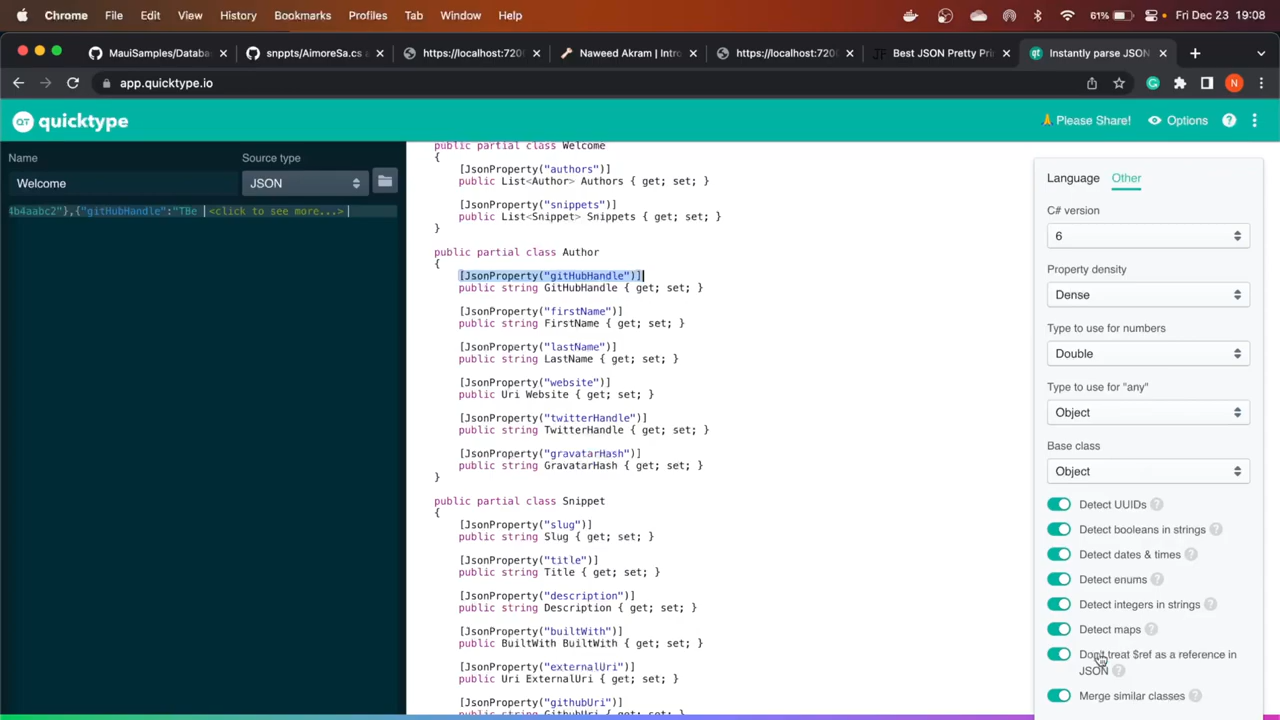 Chrome File Edit View History Bookmarks Profiles Tab Window Help 61% Fri Dec 23 19:08
MauiSamples/Databa snppts/AimoreSa.cs a https://localhost:720 Naweed Akram | Intro https://localhost:720 JF Best JSON Pretty Pri QT Instantly parse JSON
app.quicktype.io N
QT quicktype Please Share! Options ?
Name Source type
Welcome JSON
4b4aabc2"},{"gitHubHandle":"TBe <click to see more...>
public partial class Welcome
{
[JsonProperty("authors")]
public List<Author> Authors { get; set; }
[JsonProperty("snippets")]
public List<Snippet> Snippets { get; set; }
}
public partial class Author
{
[JsonProperty("gitHubHandle")]
public string GitHubHandle { get; set; }
[JsonProperty("firstName")]
public string FirstName { get; set; }
[JsonProperty("lastName")]
public string LastName { get; set; }
[JsonProperty("website")]
public Uri Website { get; set; }
[JsonProperty("twitterHandle")]
public string TwitterHandle { get; set; }
[JsonProperty("gravatarHash")]
public string GravatarHash { get; set; }
}
public partial class Snippet
{
[JsonProperty("slug")]
public string Slug { get; set; }
[JsonProperty("title")]
public string Title { get; set; }
[JsonProperty("description")]
public string Description { get; set; }
[JsonProperty("builtWith")]
public BuiltWith BuiltWith { get; set; }
[JsonProperty("externalUri")]
public Uri ExternalUri { get; set; }
[JsonProperty("githubUri")]
public string GithubUri { get; set; }
Language Other
C# version
6
Property density
Dense
Type to use for numbers
Double
Type to use for "any"
Object
Base class
Object
Detect UUIDs ?
Detect booleans in strings ?
Detect dates & times ?
Detect enums ?
Detect integers in strings ?
Detect maps ?
Don't treat $ref as a reference in
JSON ?
Merge similar classes ?